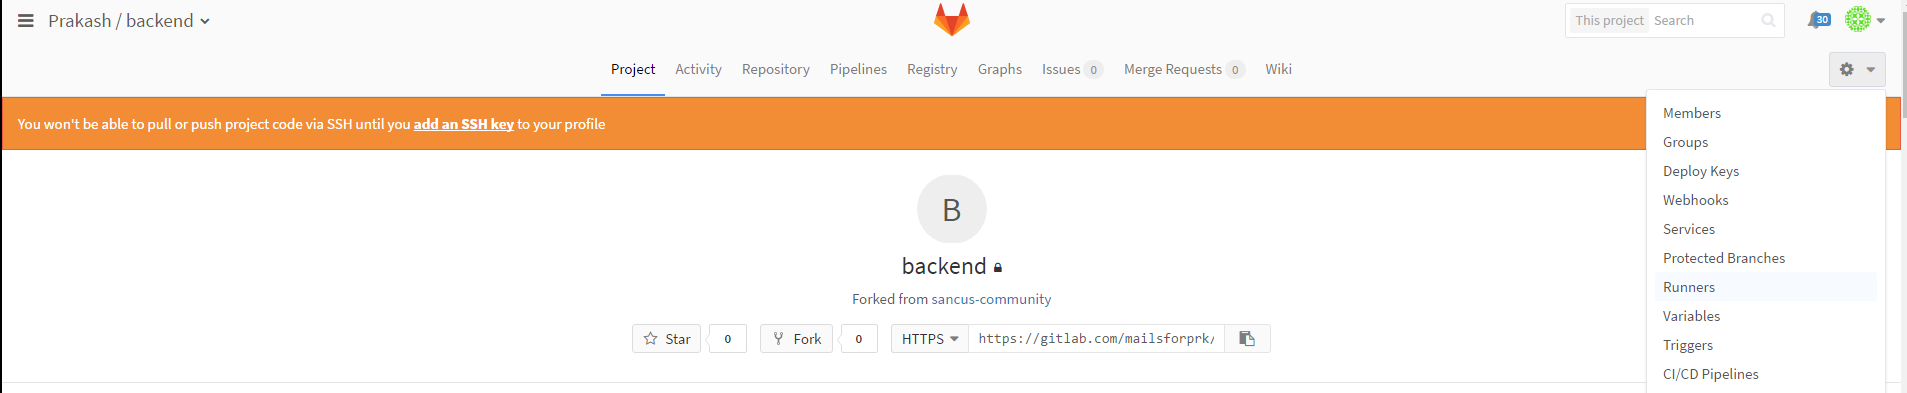 Prakash / backend
This project Search
30
Project Activity Repository Pipelines Registry Graphs Issues 0 Merge Requests 0 Wiki
You won't be able to pull or push project code via SSH until you add an SSH key to your profile
Members
Groups
Deploy Keys
Webhooks
Services
Protected Branches
Runners
Variables
Triggers
CI/CD Pipelines
B
backend
Forked from sancus-community
Star 0 Fork 0 HTTPS https://gitlab.com/mailsforprk/